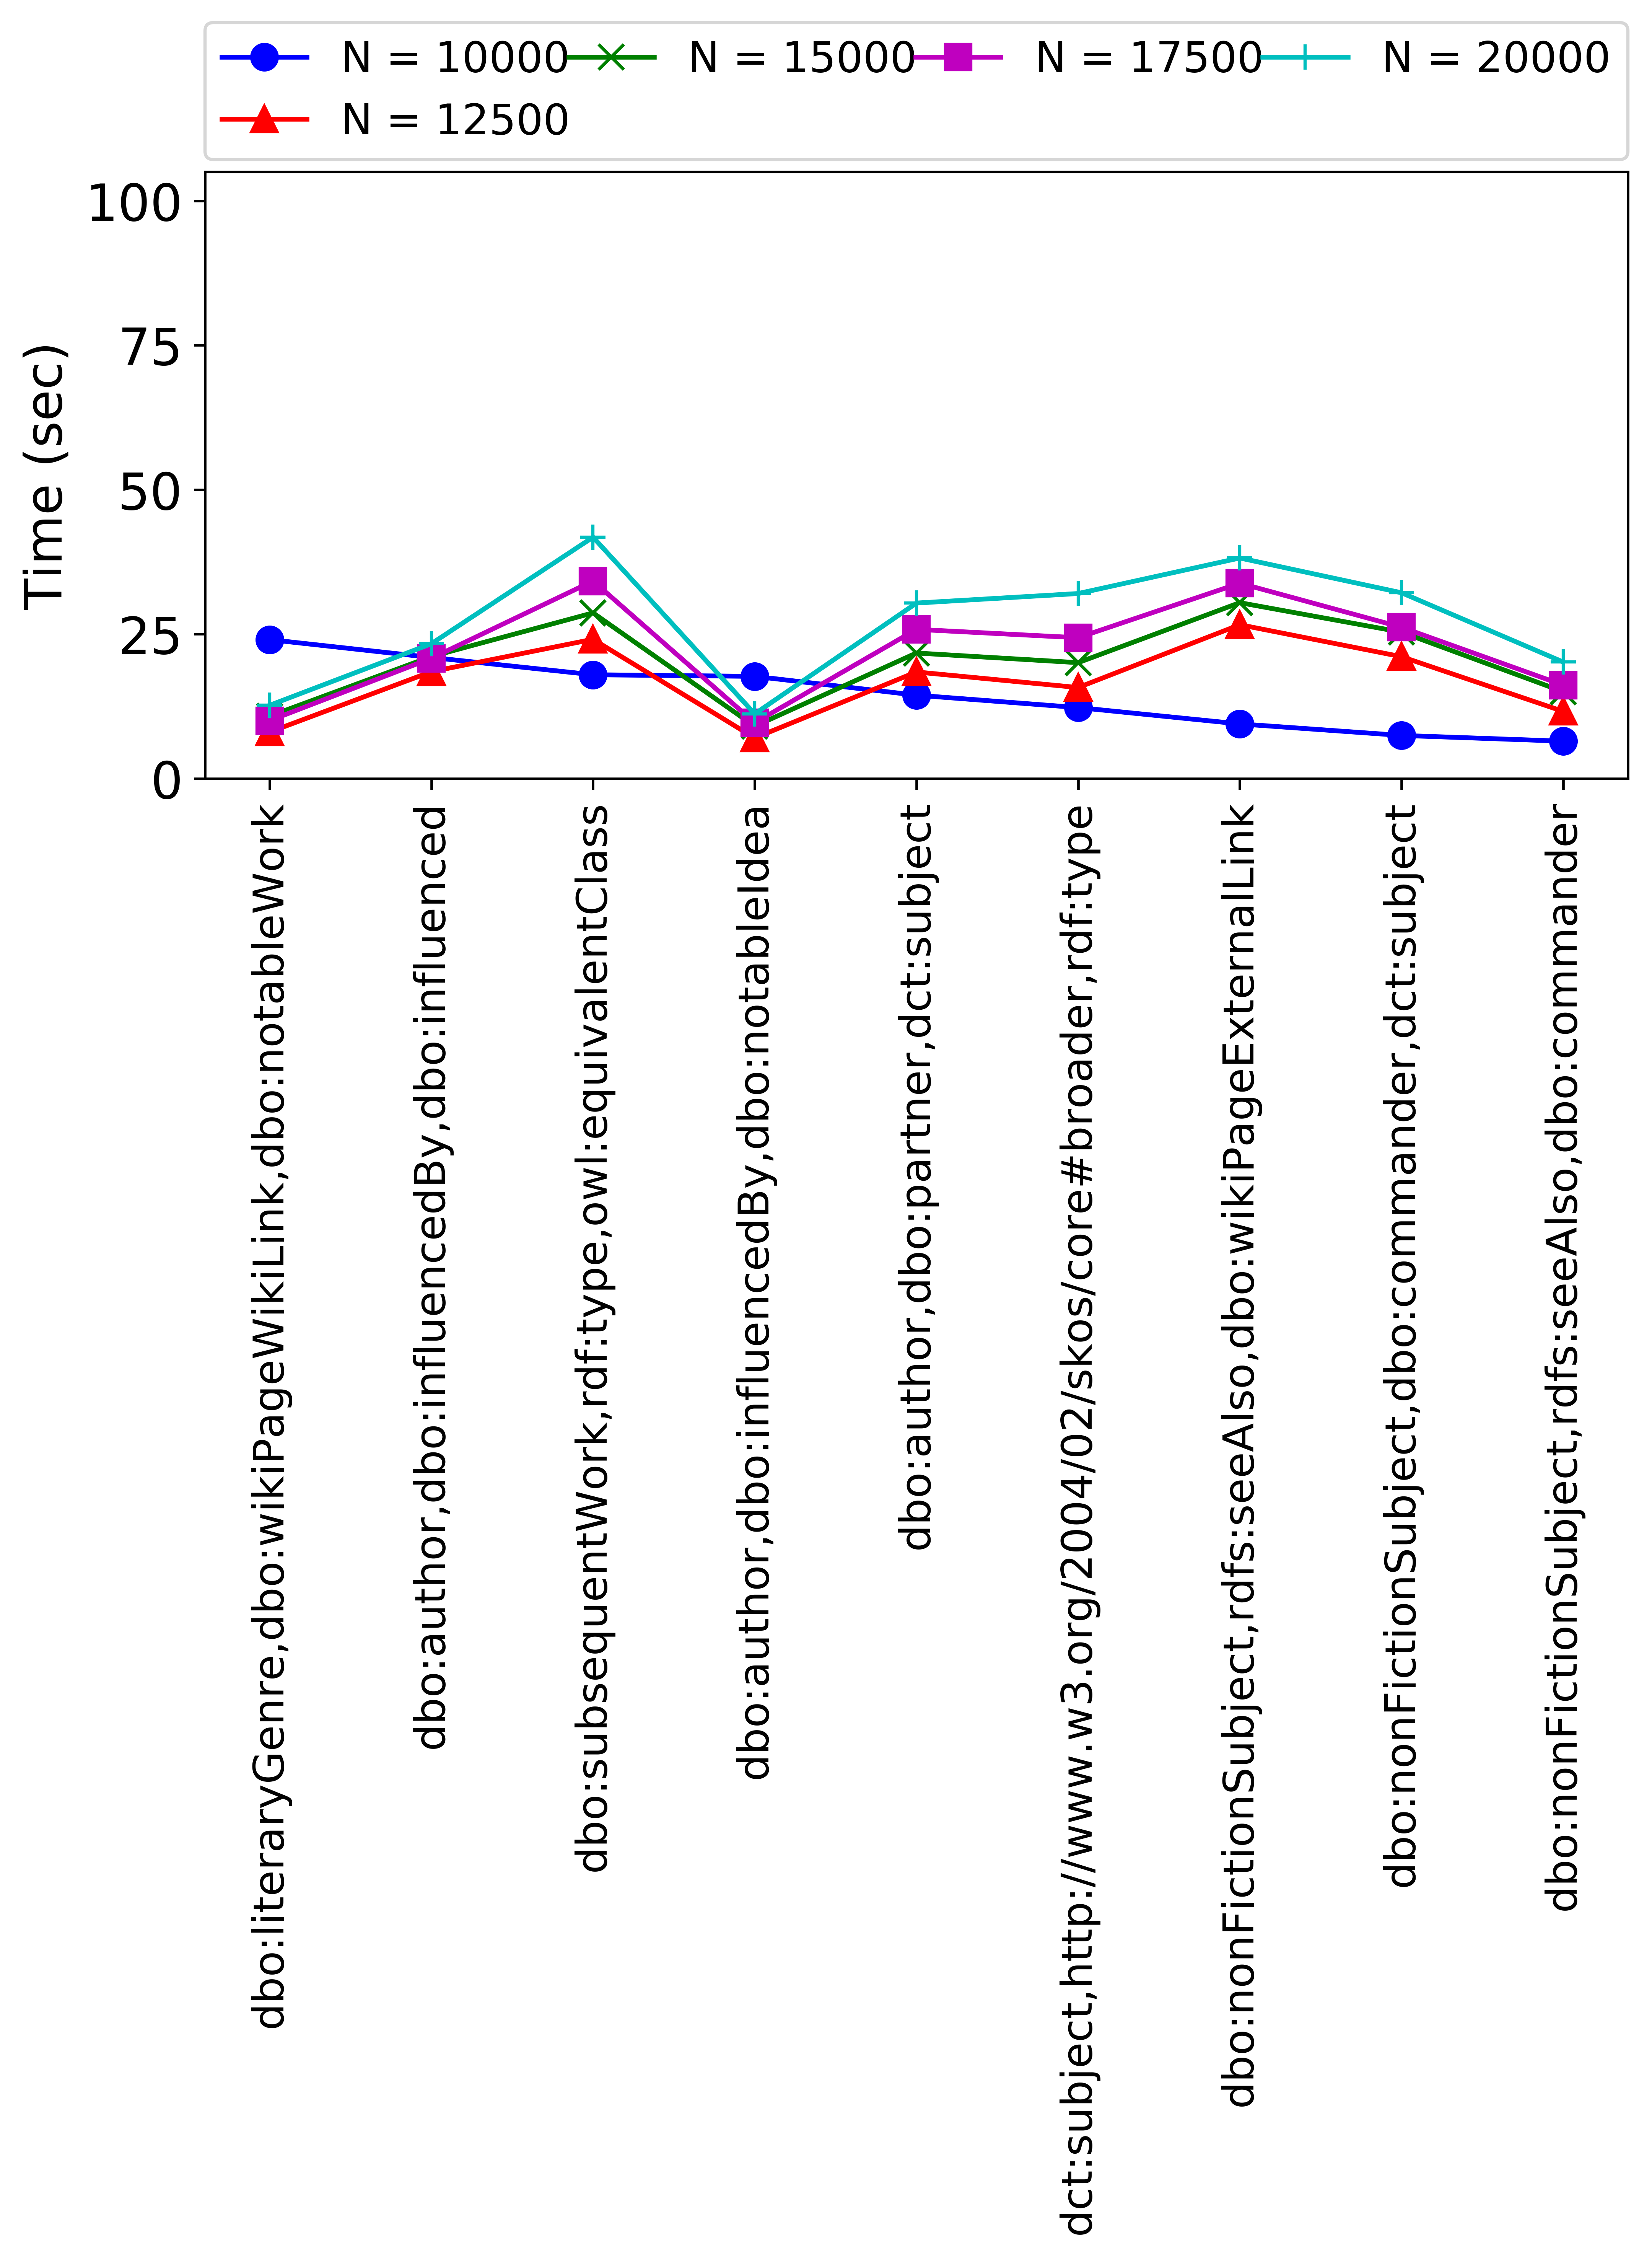 N = 10000
N = 15000
N = 17500
N = 20000
N = 12500
Time (sec)
100
75
50
25
0
dbo:literaryGenre,dbo:wikiPageWikiLink,dbo:notableWork
dbo:author,dbo:influencedBy,dbo:influenced
dbo:subsequentWork,rdf:type,owl:equivalentClass
dbo:author,dbo:influencedBy,dbo:notableIdea
dbo:author,dbo:partner,dct:subject
dct:subject,http://www.w3.org/2004/02/skos/core#broader,rdf:type
dbo:nonFictionSubject,rdfs:seeAlso,dbo:wikiPageExternalLink
dbo:nonFictionSubject,dbo:commander,dct:subject
dbo:nonFictionSubject,rdfs:seeAlso,dbo:commander